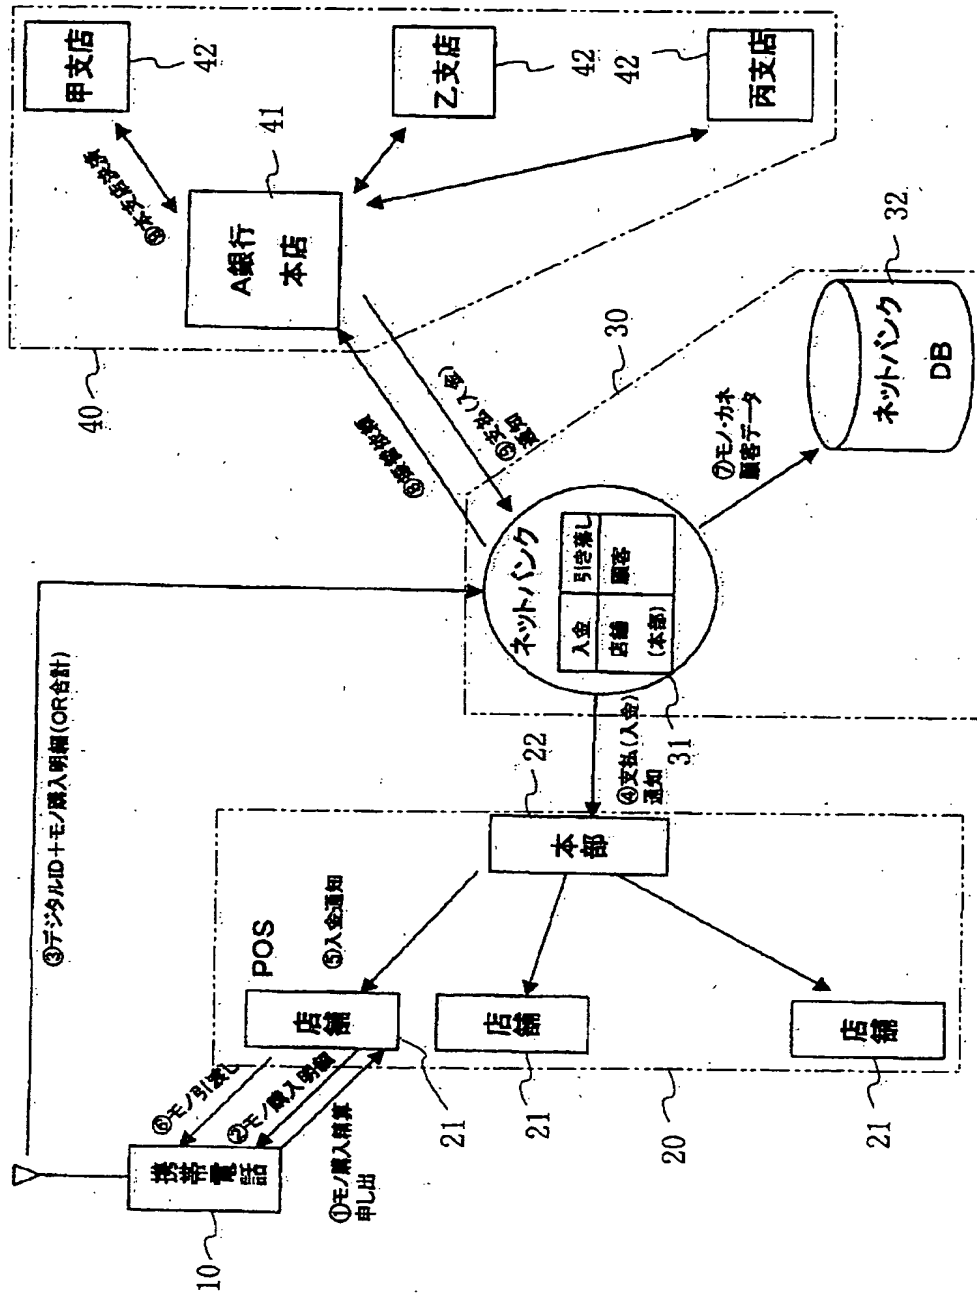 ③デジタルID+モノ購入明細(OR合計)
10
携帯電話
⑥モノ引渡し
②モノ購入明細
①モノ購入精算
申し出
POS
店舗
21
店舗
21
店舗
21
20
⑤入金通知
本部
22
④支払(入金)
通知
ネットバンク
入金
引き落し
店舗
(本部)
顧客
31
30
⑦モノ・カネ
顧客データ
ネットバンク
DB
32
⑧振替依頼
⑨支払(入金)
通知
40
A銀行
本店
41
本支店決済
甲支店
42
乙支店
42
丙支店
42